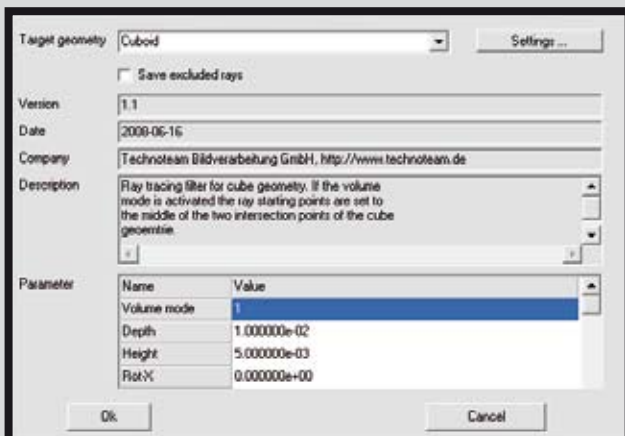 Target geometry Cuboid Settings ...
Save excluded rays
Version 1.1
Date 2008-06-16
Company Technoteam Bildverarbeitung GmbH, http://www.technoteam.de
Description Ray tracing filter for cube geometry. If the volume
mode is activated the ray starting points are set to
the middle of the two intersection points of the cube
geoemtrie.
Parameter Name Value
Volume mode 1
Depth 1.000000e-02
Height 5.000000e-03
Rot-X 0.000000e+00
Ok Cancel